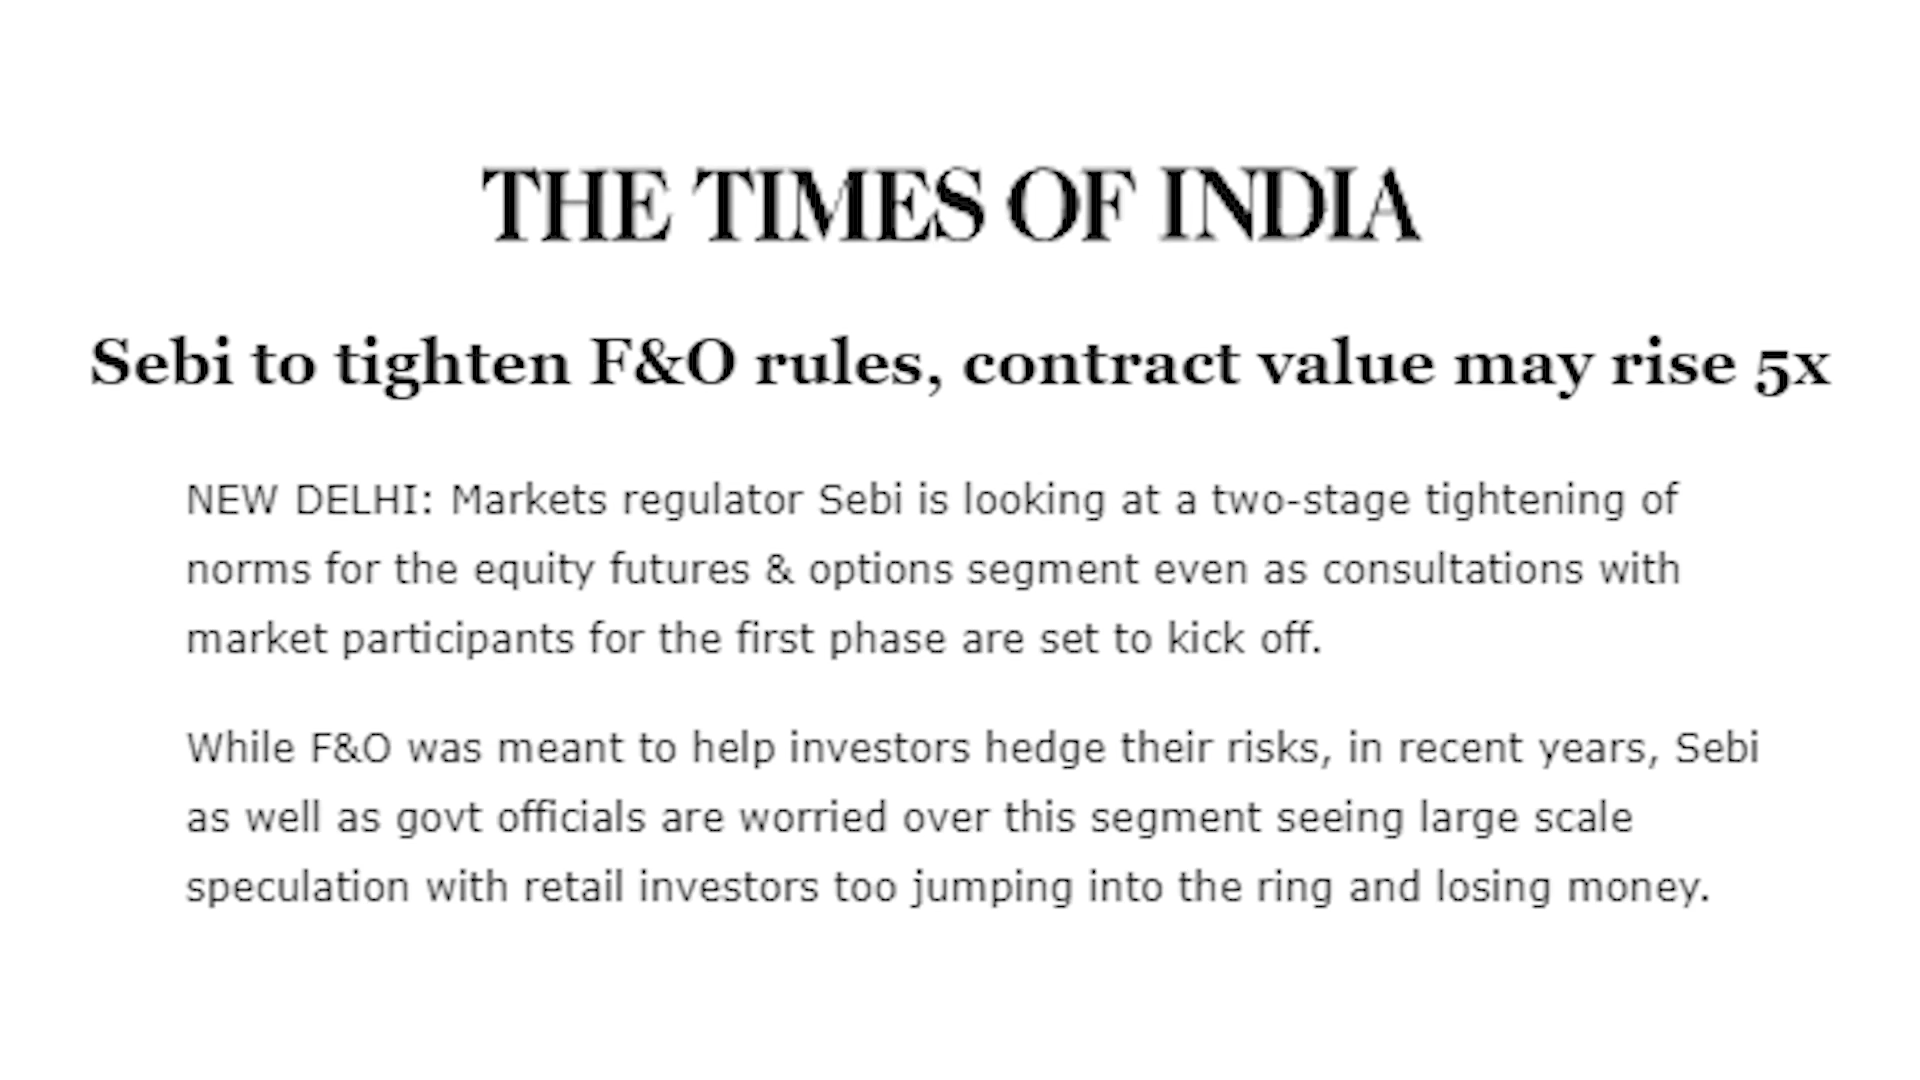 THE TIMES OF INDIA
Sebi to tighten F&O rules, contract value may rise 5x
NEW DELHI: Markets regulator Sebi is looking at a two-stage tightening of
norms for the equity futures & options segment even as consultations with
market participants for the first phase are set to kick off.
While F&O was meant to help investors hedge their risks, in recent years, Sebi
as well as govt officials are worried over this segment seeing large scale
speculation with retail investors too jumping into the ring and losing money.